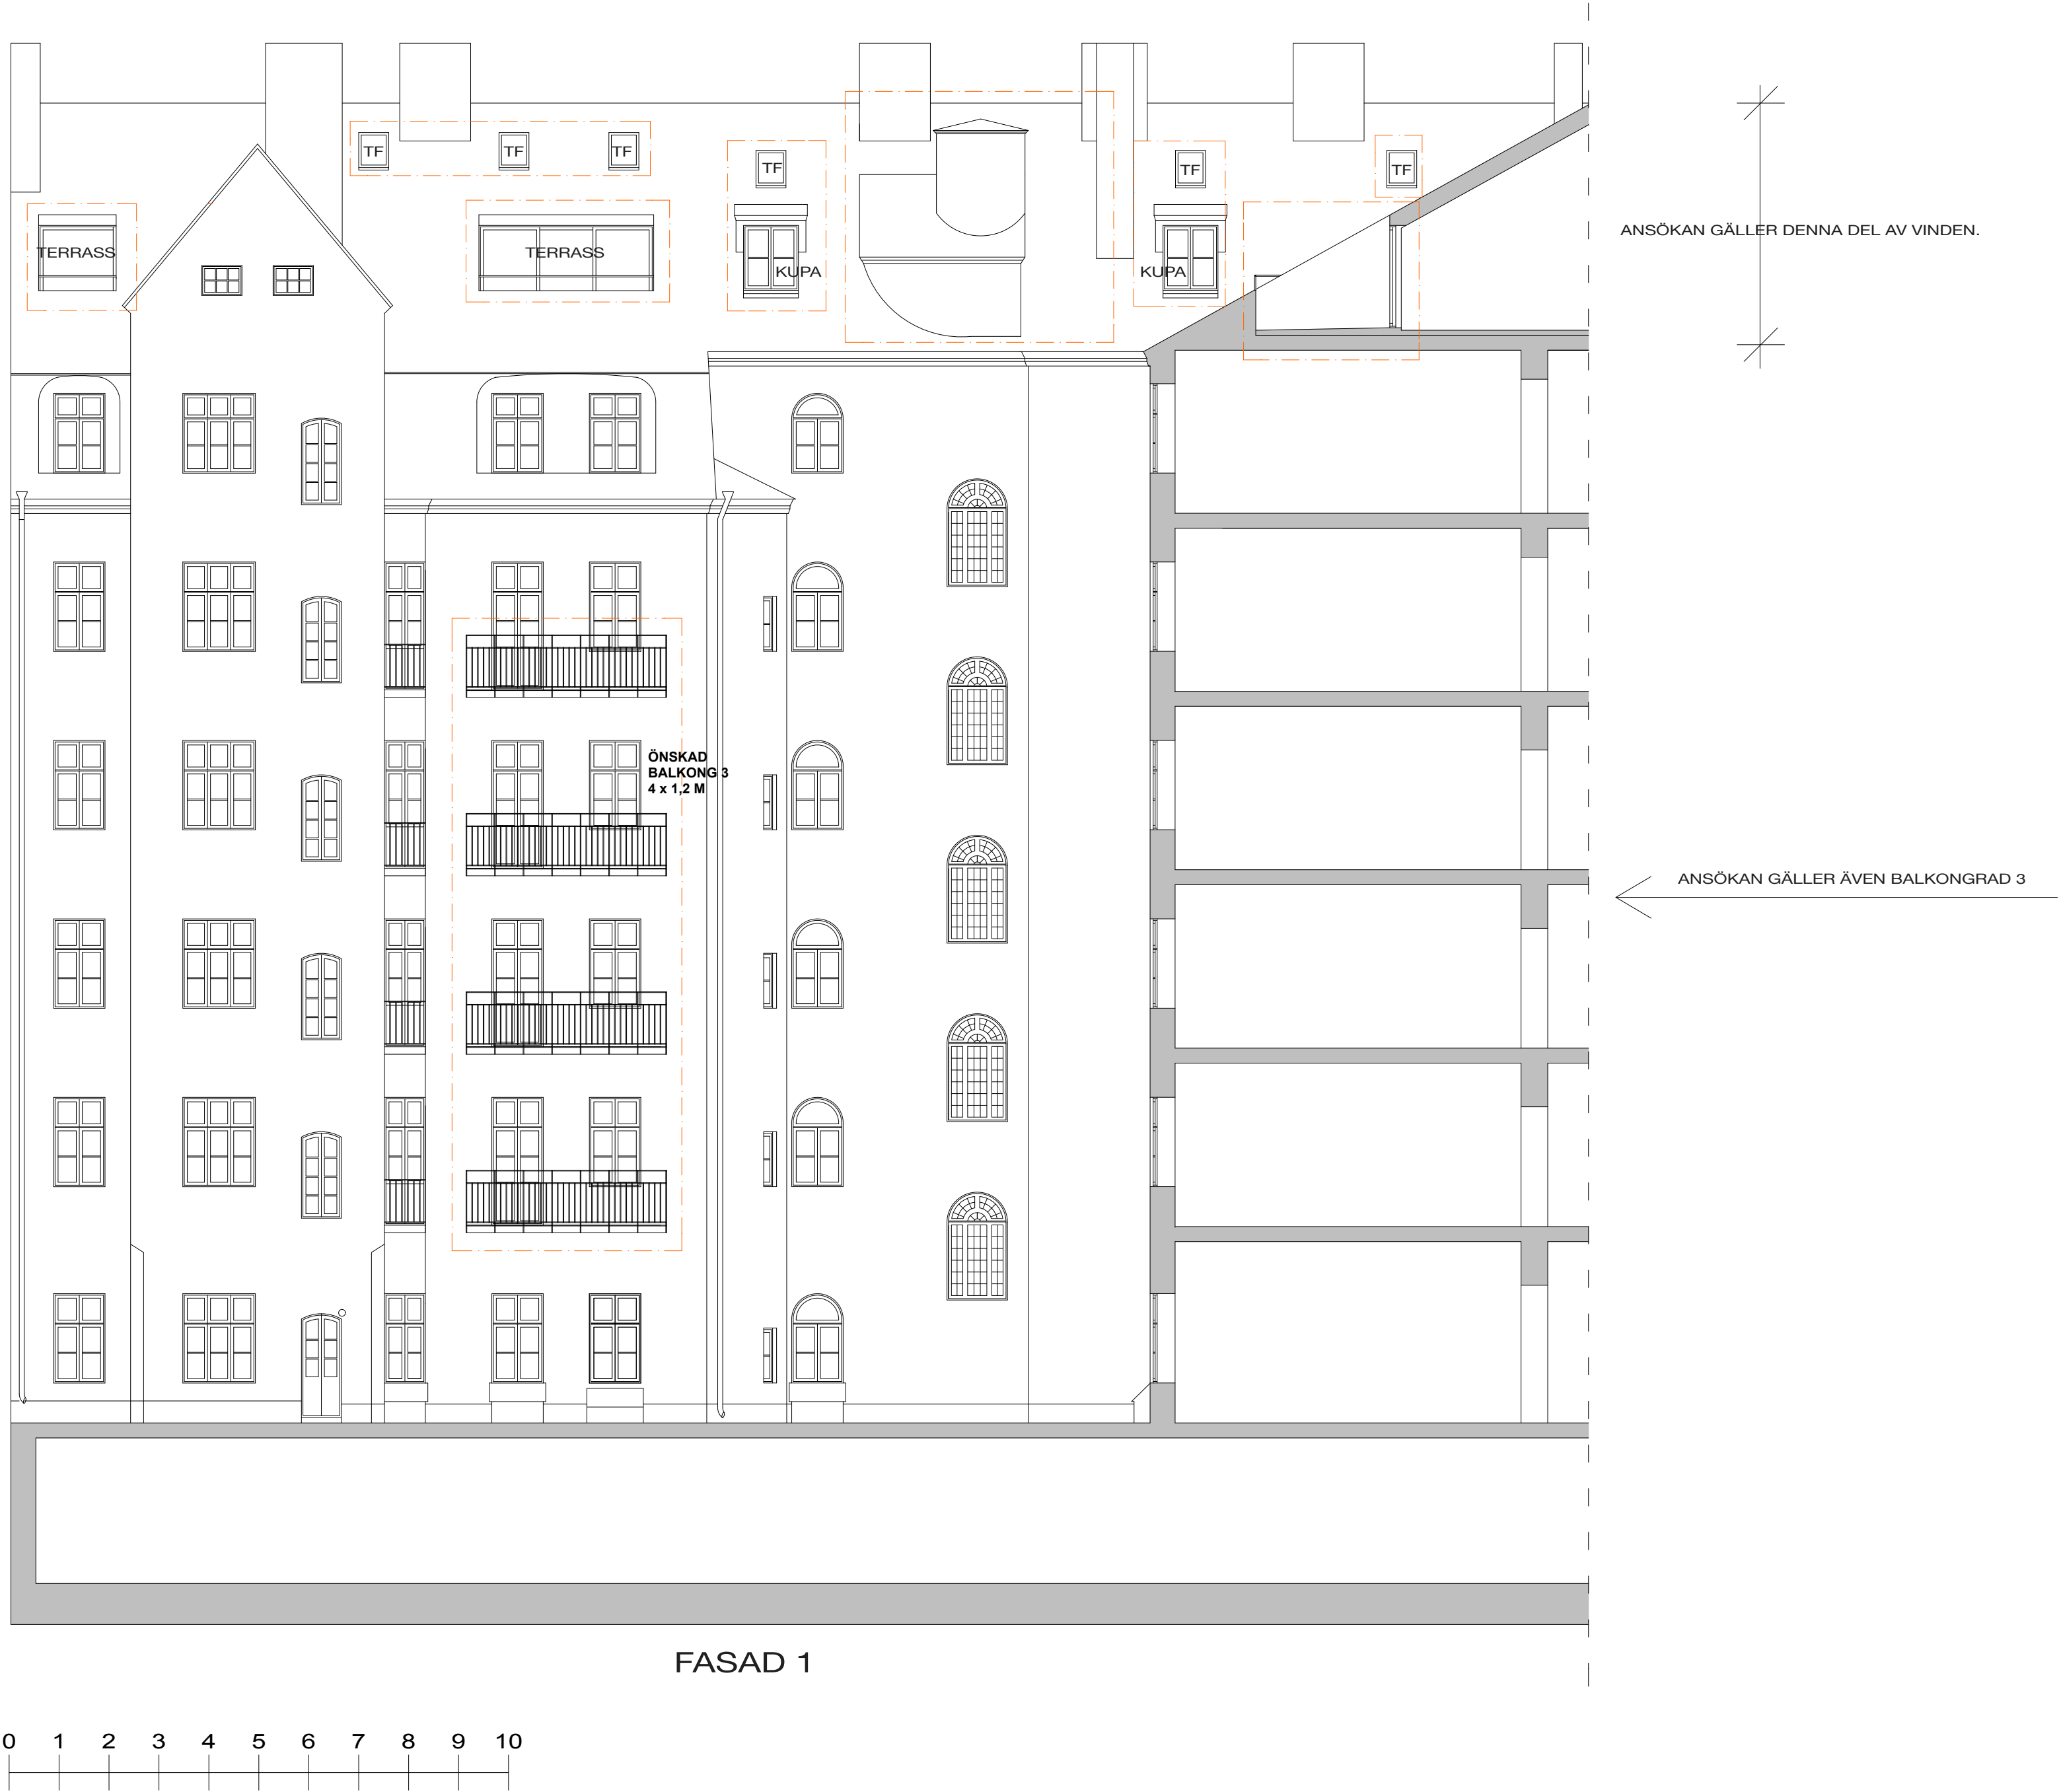 TF
TF
TF
TF
TF
TF
TERRASS
TERRASS
KUPA
KUPA
ANSÖKAN GÄLLER DENNA DEL AV VINDEN.
ÖNSKAD
BALKONG 3
4 x 1,2 M
ANSÖKAN GÄLLER ÄVEN BALKONGRAD 3
FASAD 1
0 1 2 3 4 5 6 7 8 9 10